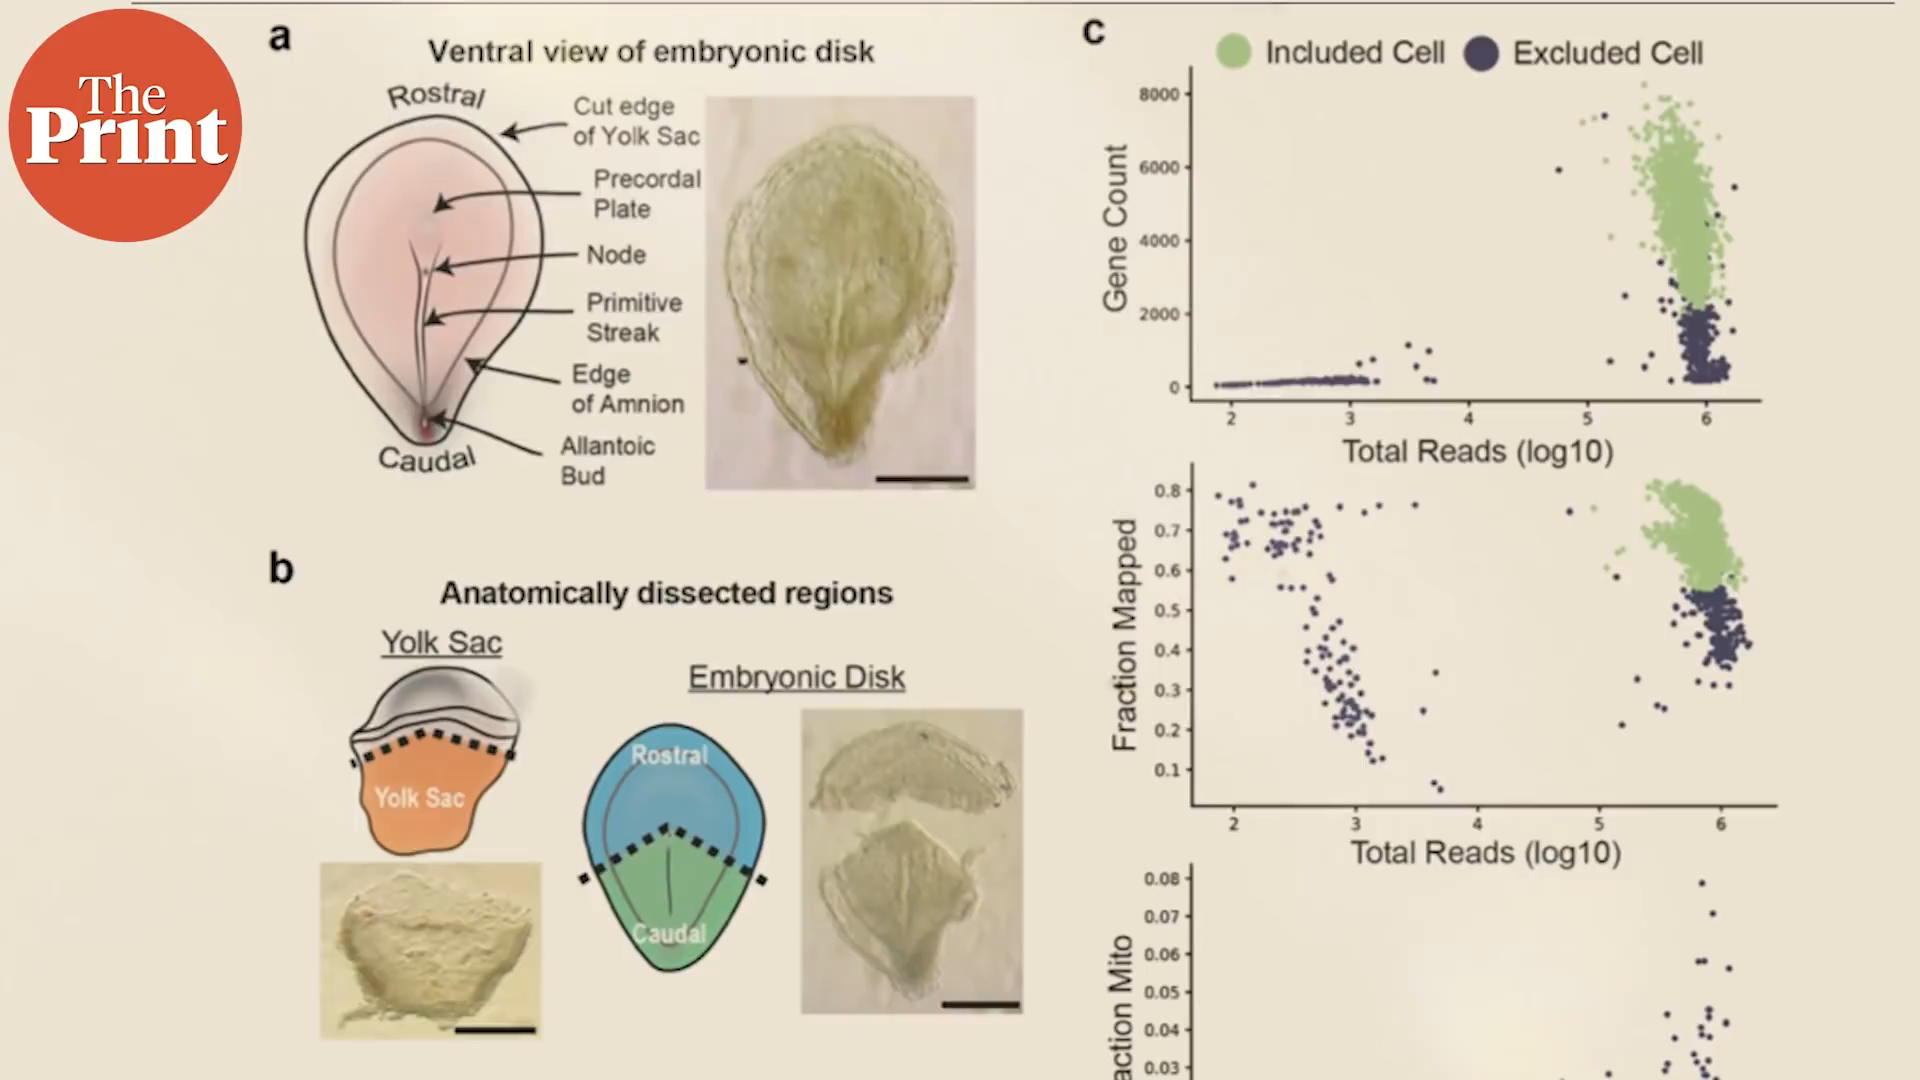 The
Print
a
Ventral view of embryonic disk
Rostral
Cut edge
of Yolk Sac
Precordal
Plate
Node
Primitive
Streak
Edge
of Amnion
Allantoic
Bud
Caudal
b
Anatomically dissected regions
Yolk Sac
Yolk Sac
Embryonic Disk
Rostral
Caudal
c
Included Cell
Excluded Cell
Gene Count
8000
6000
4000
2000
0
2 3 4 5 6
Total Reads (log10)
Fraction Mapped
0.8
0.7
0.6
0.5
0.4
0.3
0.2
0.1
2 3 4 5 6
Total Reads (log10)
action Mito
0.08
0.07
0.06
0.05
0.04
0.03